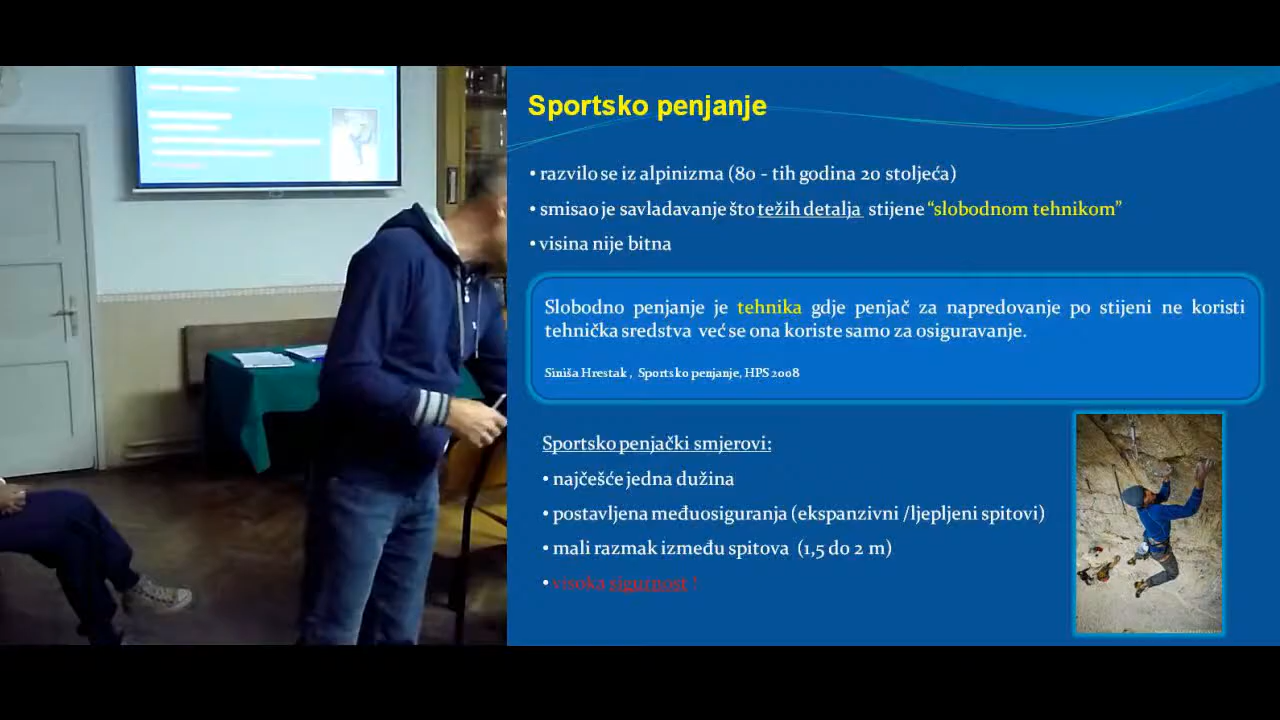 Sportsko penjanje
• razvilo se iz alpinizma (80 - tih godina 20 stoljeća)
• smisao je savladavanje što težih detalja stijene “slobodnom tehnikom”
• visina nije bitna
Slobodno penjanje je tehnika gdje penjač za napredovanje po stijeni ne koristi
tehnička sredstva već se ona koriste samo za osiguravanje.
Siniša Hrestak , Sportsko penjanje, HPS 2008
Sportsko penjački smjerovi:
• najčešće jedna dužina
• postavljena međuosiguranja (ekspanzivni /ljepljeni spitovi)
• mali razmak između spitova (1,5 do 2 m)
• visoka sigurnost !